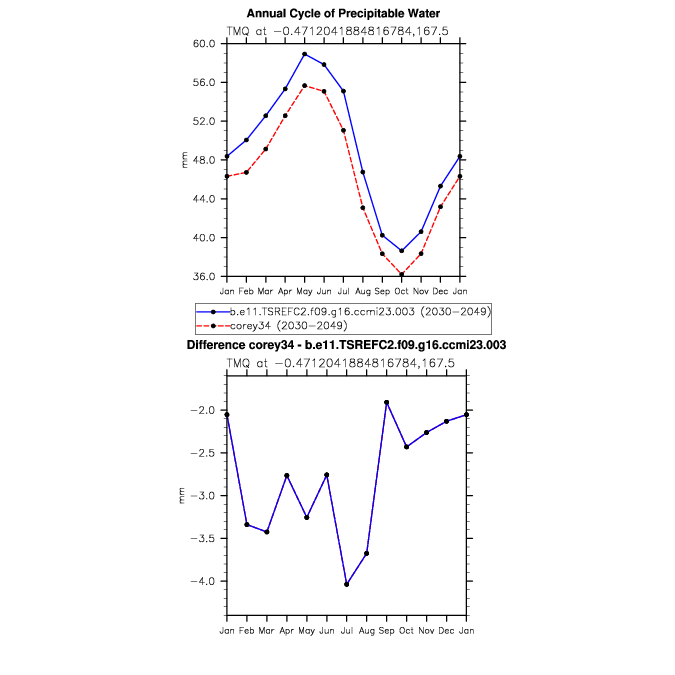 Annual Cycle of Precipitable Water
TMQ at −0.4712041884816784,167.5
60.0
56.0
52.0
48.0
44.0
40.0
36.0
mm
Jan Feb Mar Apr May Jun Jul Aug Sep Oct Nov Dec Jan
b.e11.TSREFC2.f09.g16.ccmi23.003 (2030−2049)
corey34 (2030−2049)
Difference corey34 - b.e11.TSREFC2.f09.g16.ccmi23.003
TMQ at −0.4712041884816784,167.5
−2.0
−2.5
−3.0
−3.5
−4.0
mm
Jan Feb Mar Apr May Jun Jul Aug Sep Oct Nov Dec Jan